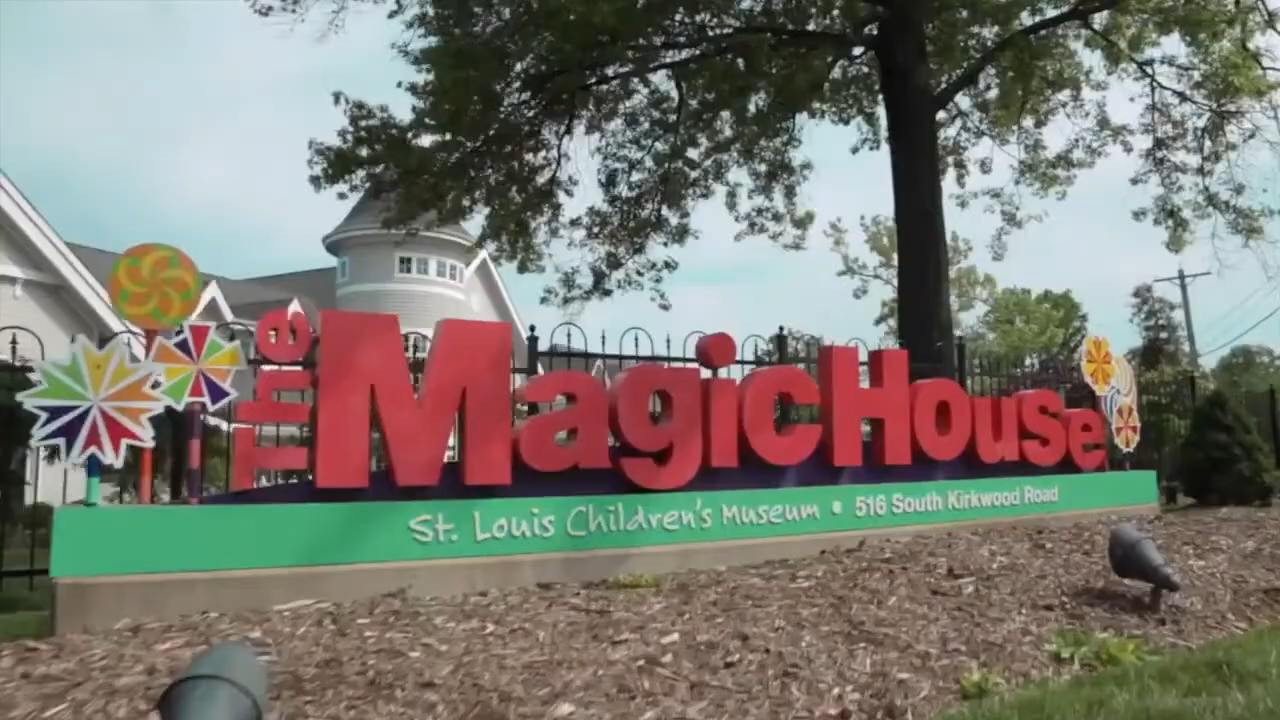 The MagicHouse
St. Louis Children's Museum • 516 South Kirkwood Road